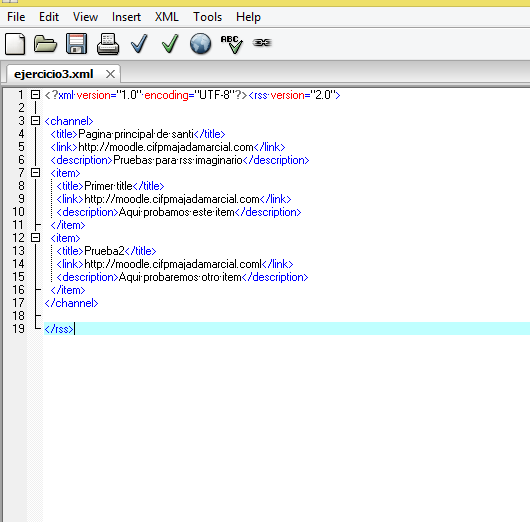 File Edit View Insert XML Tools Help
ABC
ejercicio3.xml
1 <?xml version="1.0" encoding="UTF-8"?><rss version="2.0">
2
3 <channel>
4 <title>Pagina principal de santi</title>
5 <link>http://moodle.cifpmajadamarcial.com</link>
6 <description>Pruebas para rss imaginario</description>
7 <item>
8 <title>Primer title</title>
9 <link>http://moodle.cifpmajadamarcial.com</link>
10 <description>Aqui probamos este item</description>
11 </item>
12 <item>
13 <title>Prueba2</title>
14 <link>http://moodle.cifpmajadamarcial.coml</link>
15 <description>Aqui probaremos otro item</description>
16 </item>
17 </channel>
18
19 </rss>